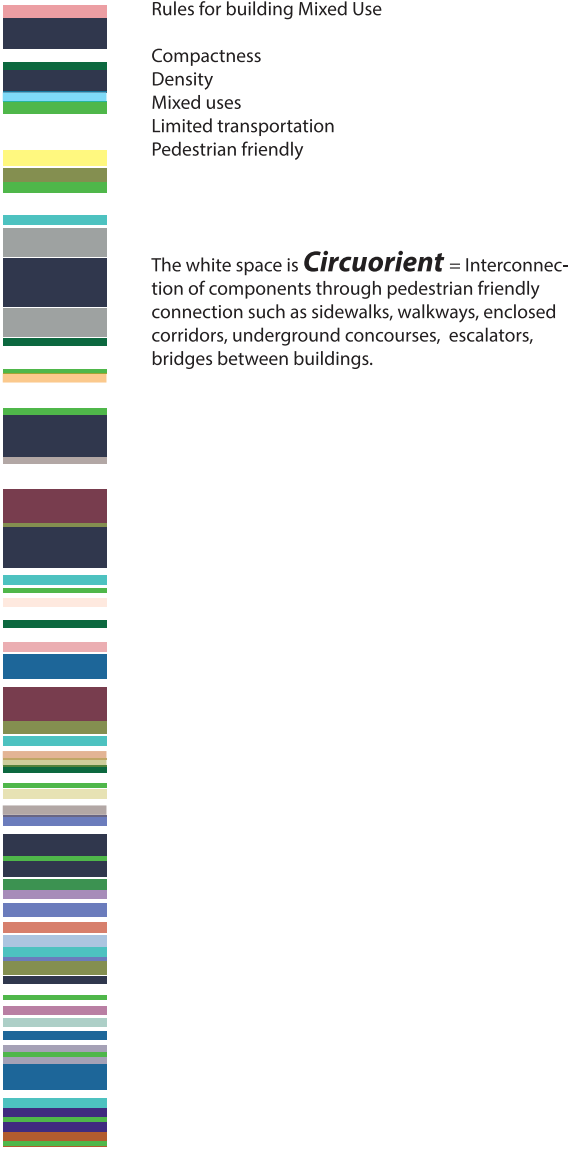 Rules for building Mixed Use
Compactness
Density
Mixed uses
Limited transportation
Pedestrian friendly
The white space is Circuorient = Interconnec-
tion of components through pedestrian friendly
connection such as sidewalks, walkways, enclosed
corridors, underground concourses,  escalators,
bridges between buildings.